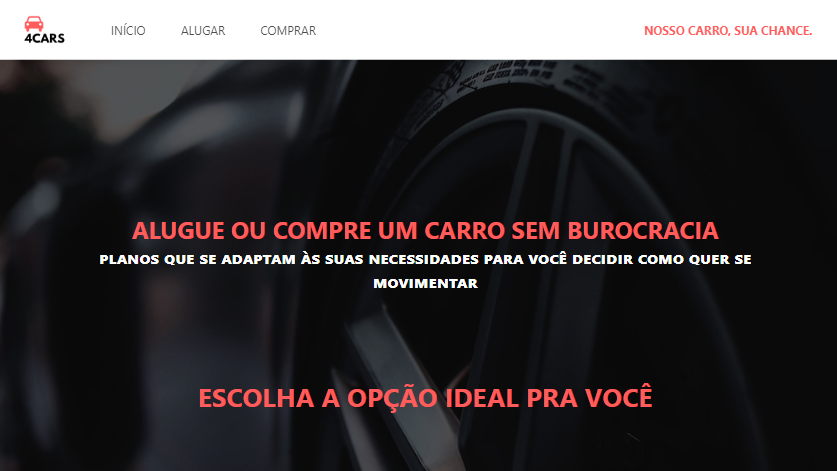 4CARS
INÍCIO
ALUGAR
COMPRAR
NOSSO CARRO, SUA CHANCE.
ALUGUE OU COMPRE UM CARRO SEM BUROCRACIA
PLANOS QUE SE ADAPTAM ÀS SUAS NECESSIDADES PARA VOCÊ DECIDIR COMO QUER SE
MOVIMENTAR
ESCOLHA A OPÇÃO IDEAL PRA VOCÊ